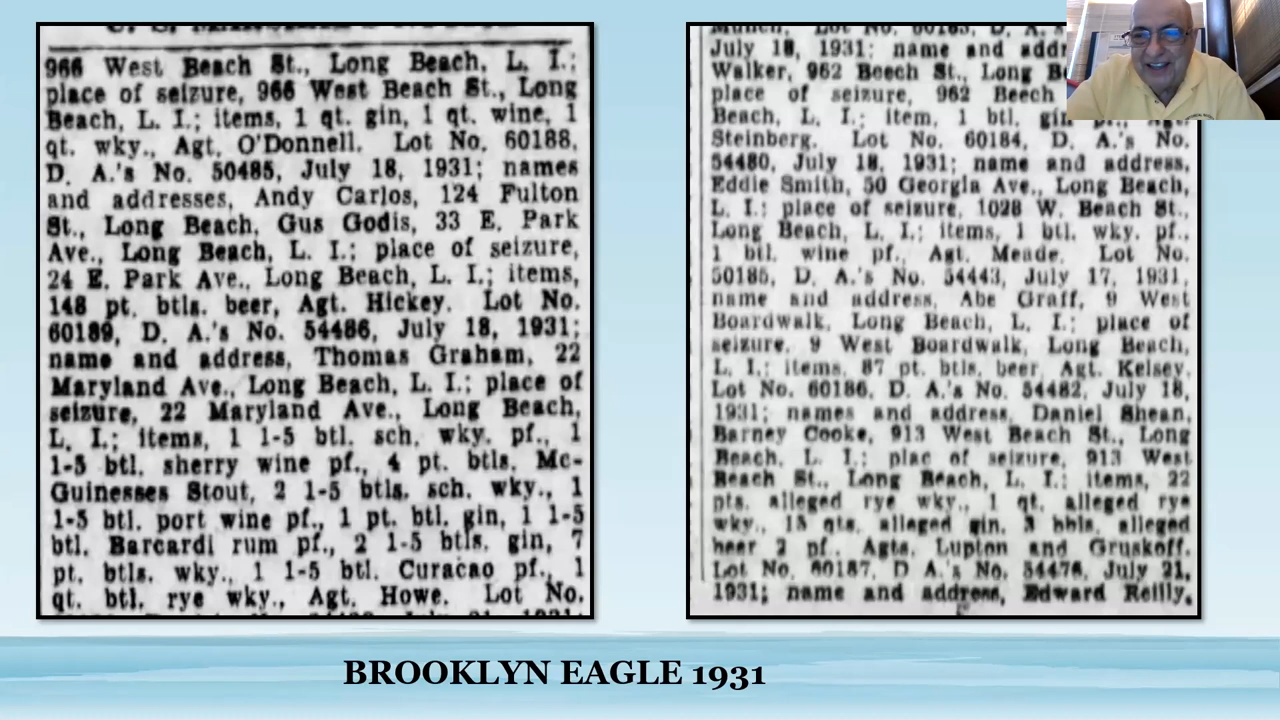 966 West Beach St., Long Beach, L. I.;
place of seizure, 966 West Beach St., Long
Beach, L. I.; items, 1 qt. gin, 1 qt. wine, 1
qt. wky., Agt. O'Donnell. Lot No. 60188,
D. A.'s No. 50485, July 18, 1931; names
and addresses, Andy Carlos, 124 Fulton
St., Long Beach, Gus Godis, 33 E. Park
Ave., Long Beach, L. I.; place of seizure,
24 E. Park Ave., Long Beach, L. I.; items,
148 pt. btls. beer, Agt. Hickey. Lot No.
60189, D. A.'s No. 54486, July 18, 1931;
name and address, Thomas Graham, 22
Maryland Ave., Long Beach, L. I.; place of
seizure, 22 Maryland Ave., Long Beach,
L. I.; items, 1 1-5 btl. sch. wky. pf., 1
1-5 btl. sherry wine pf., 4 pt. btls. Mc-
Guinesses Stout, 2 1-5 btls. sch. wky., 1
1-5 btl. port wine pf., 1 pt. btl. gin, 1 1-5
btl. Barcardi rum pf., 2 1-5 btls. gin, 7
pt. btls. wky., 1 1-5 btl. Curacao pf., 1
qt. btl. rye wky., Agt. Howe. Lot No.
July 18, 1931; name and
Walker, 962 Beech St., Long
place of seizure, 962 Beech
Beach, L. I.; item, 1 btl. gin
Steinberg. Lot No. 60184, D. A.'s No.
54480, July 18, 1931; name and address,
Eddie Smith, 50 Georgia Ave., Long Beach,
L. I.; place of seizure, 1028 W. Beach St.,
Long Beach, L. I.; items, 1 btl. wky. pf.,
1 btl. wine pf., Agt. Meade. Lot No.
50185, D. A.'s No. 54443, July 17, 1931,
name and address, Abe Graff, 9 West
Boardwalk, Long Beach, L. I.; place of
seizure, 9 West Boardwalk, Long Beach,
L. I.; items, 87 pt. btls. beer, Agt. Kelsey.
Lot No. 60186, D. A.'s No. 54482, July 18,
1931; names and address, Daniel Shean,
Barney Cooke, 913 West Beach St., Long
Beach, L. I.; plac of seizure, 913 West
Beach St., Long Beach, L. I.; items, 22
pts. alleged rye wky., 1 qt. alleged rye
wky., 15 qts. alleged gin, 3 bbls. alleged
beer 2 pf., Agts. Lupton and Gruskoff.
Lot No. 60187, D A.'s No. 54476, July 21,
1931; name and address, Edward Reilly,
BROOKLYN EAGLE 1931